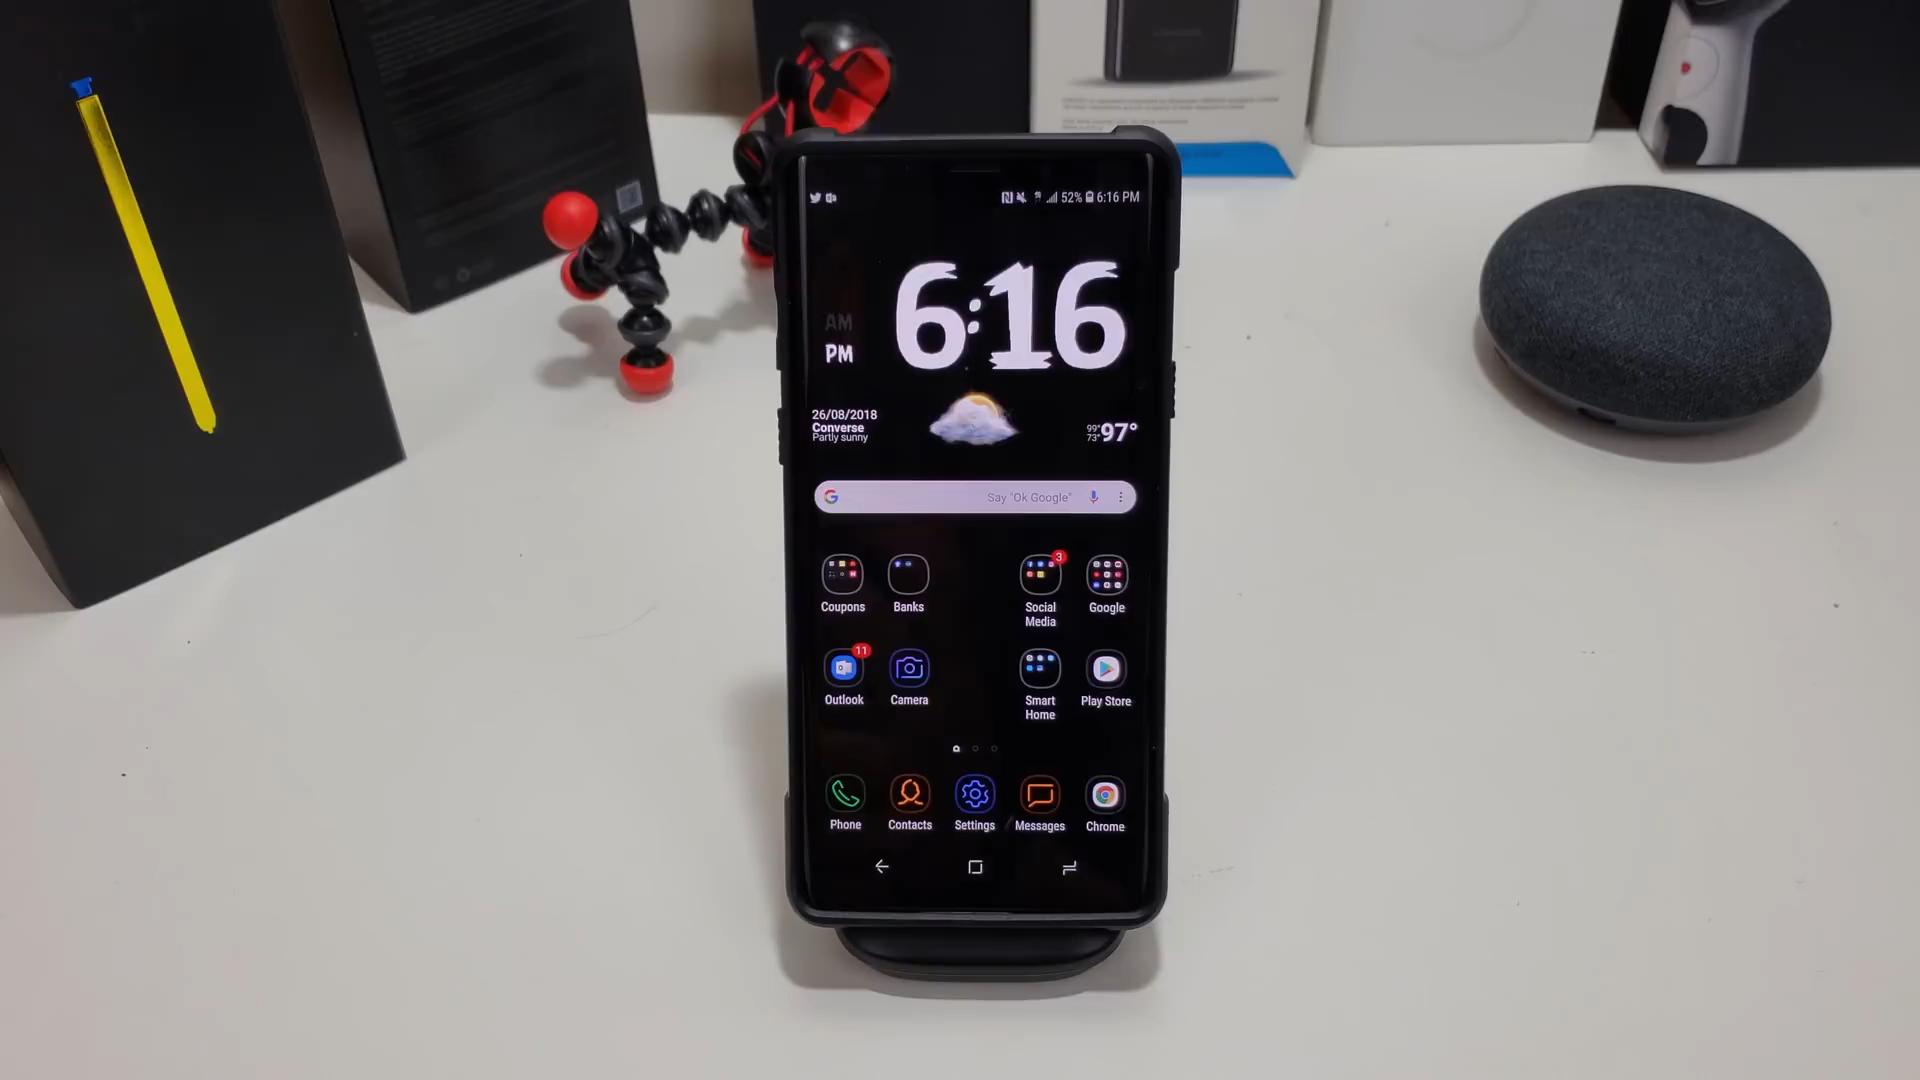 52% 6:16 PM
6:16
AM
PM
26/08/2018
Converse
Partly sunny
99°
73°
97°
Say "Ok Google"
3
Coupons
Banks
Social
Media
Google
11
Outlook
Camera
Smart
Home
Play Store
Phone
Contacts
Settings
Messages
Chrome